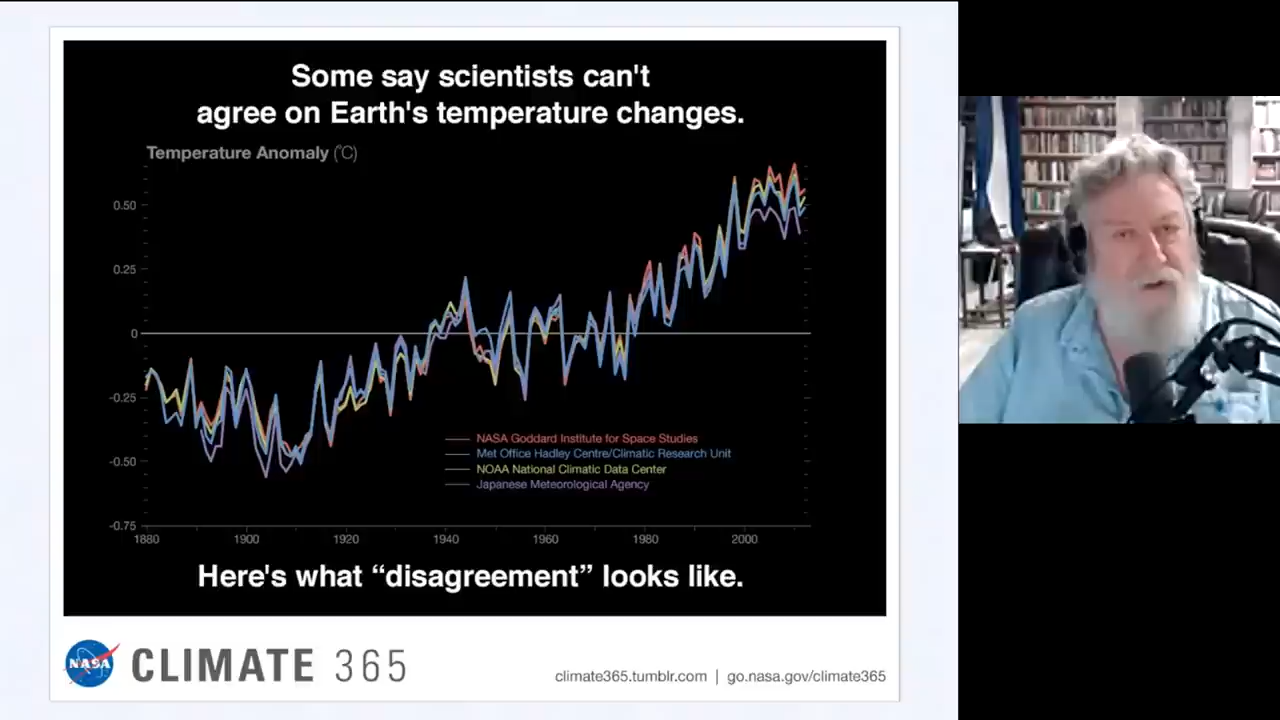 Some say scientists can't
agree on Earth's temperature changes.
Temperature Anomaly (˚C)
0.50
0.25
0
-0.25
-0.50
-0.75
NASA Goddard Institute for Space Studies
Met Office Hadley Centre/Climatic Research Unit
NOAA National Climatic Data Center
Japanese Meteorological Agency
1880 1900 1920 1940 1960 1980 2000
Here's what “disagreement” looks like.
NASA CLIMATE 365
climate365.tumblr.com | go.nasa.gov/climate365